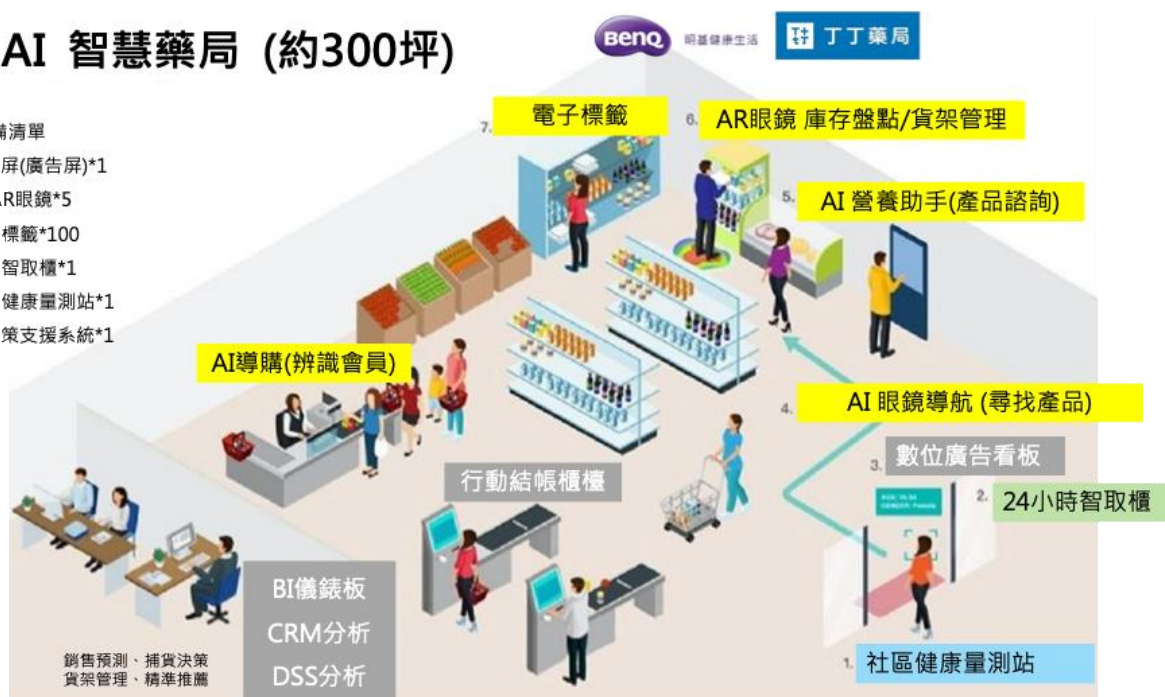 AI 智慧藥局 (約300坪)
BenQ 明基健康生活
丁丁藥局
備清單
屏(廣告屏)*1
AR眼鏡*5
標籤*100
智取櫃*1
健康量測站*1
策支援系統*1
7. 電子標籤
6. AR眼鏡 庫存盤點/貨架管理
5. AI 營養助手(產品諮詢)
AI導購(辨識會員)
4. AI 眼鏡導航 (尋找產品)
3. 數位廣告看板
2. 24小時智取櫃
行動結帳櫃檯
1. 社區健康量測站
BI儀錶板
CRM分析
DSS分析
銷售預測、捕貨決策
貨架管理、精準推薦